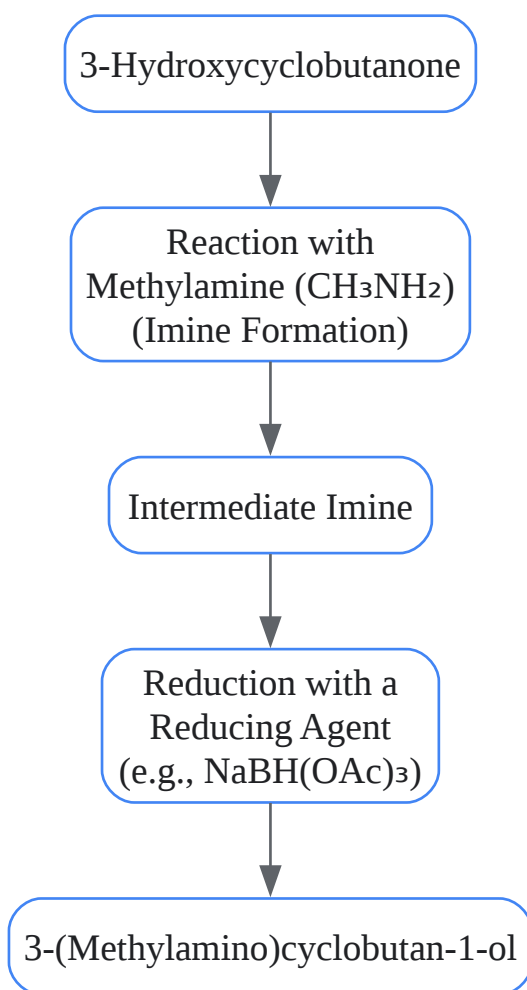 3-Hydroxycyclobutanone
Reaction with
Methylamine (CH₃NH₂)
(Imine Formation)
Intermediate Imine
Reduction with a
Reducing Agent
(e.g., NaBH(OAc)₃)
3-(Methylamino)cyclobutan-1-ol